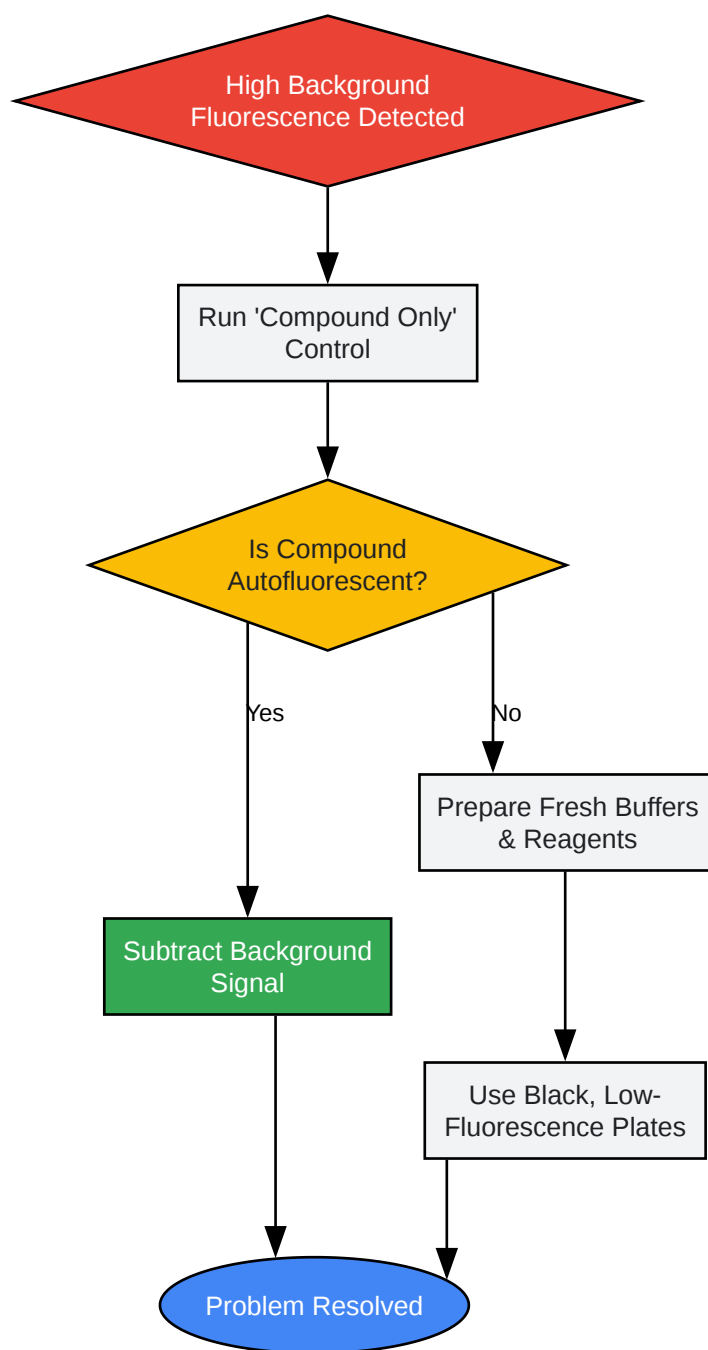 High Background
Fluorescence Detected
Run 'Compound Only'
Control
Is Compound
Autofluorescent?
Yes
No
Prepare Fresh Buffers
& Reagents
Subtract Background
Signal
Use Black, Low-
Fluorescence Plates
Problem Resolved